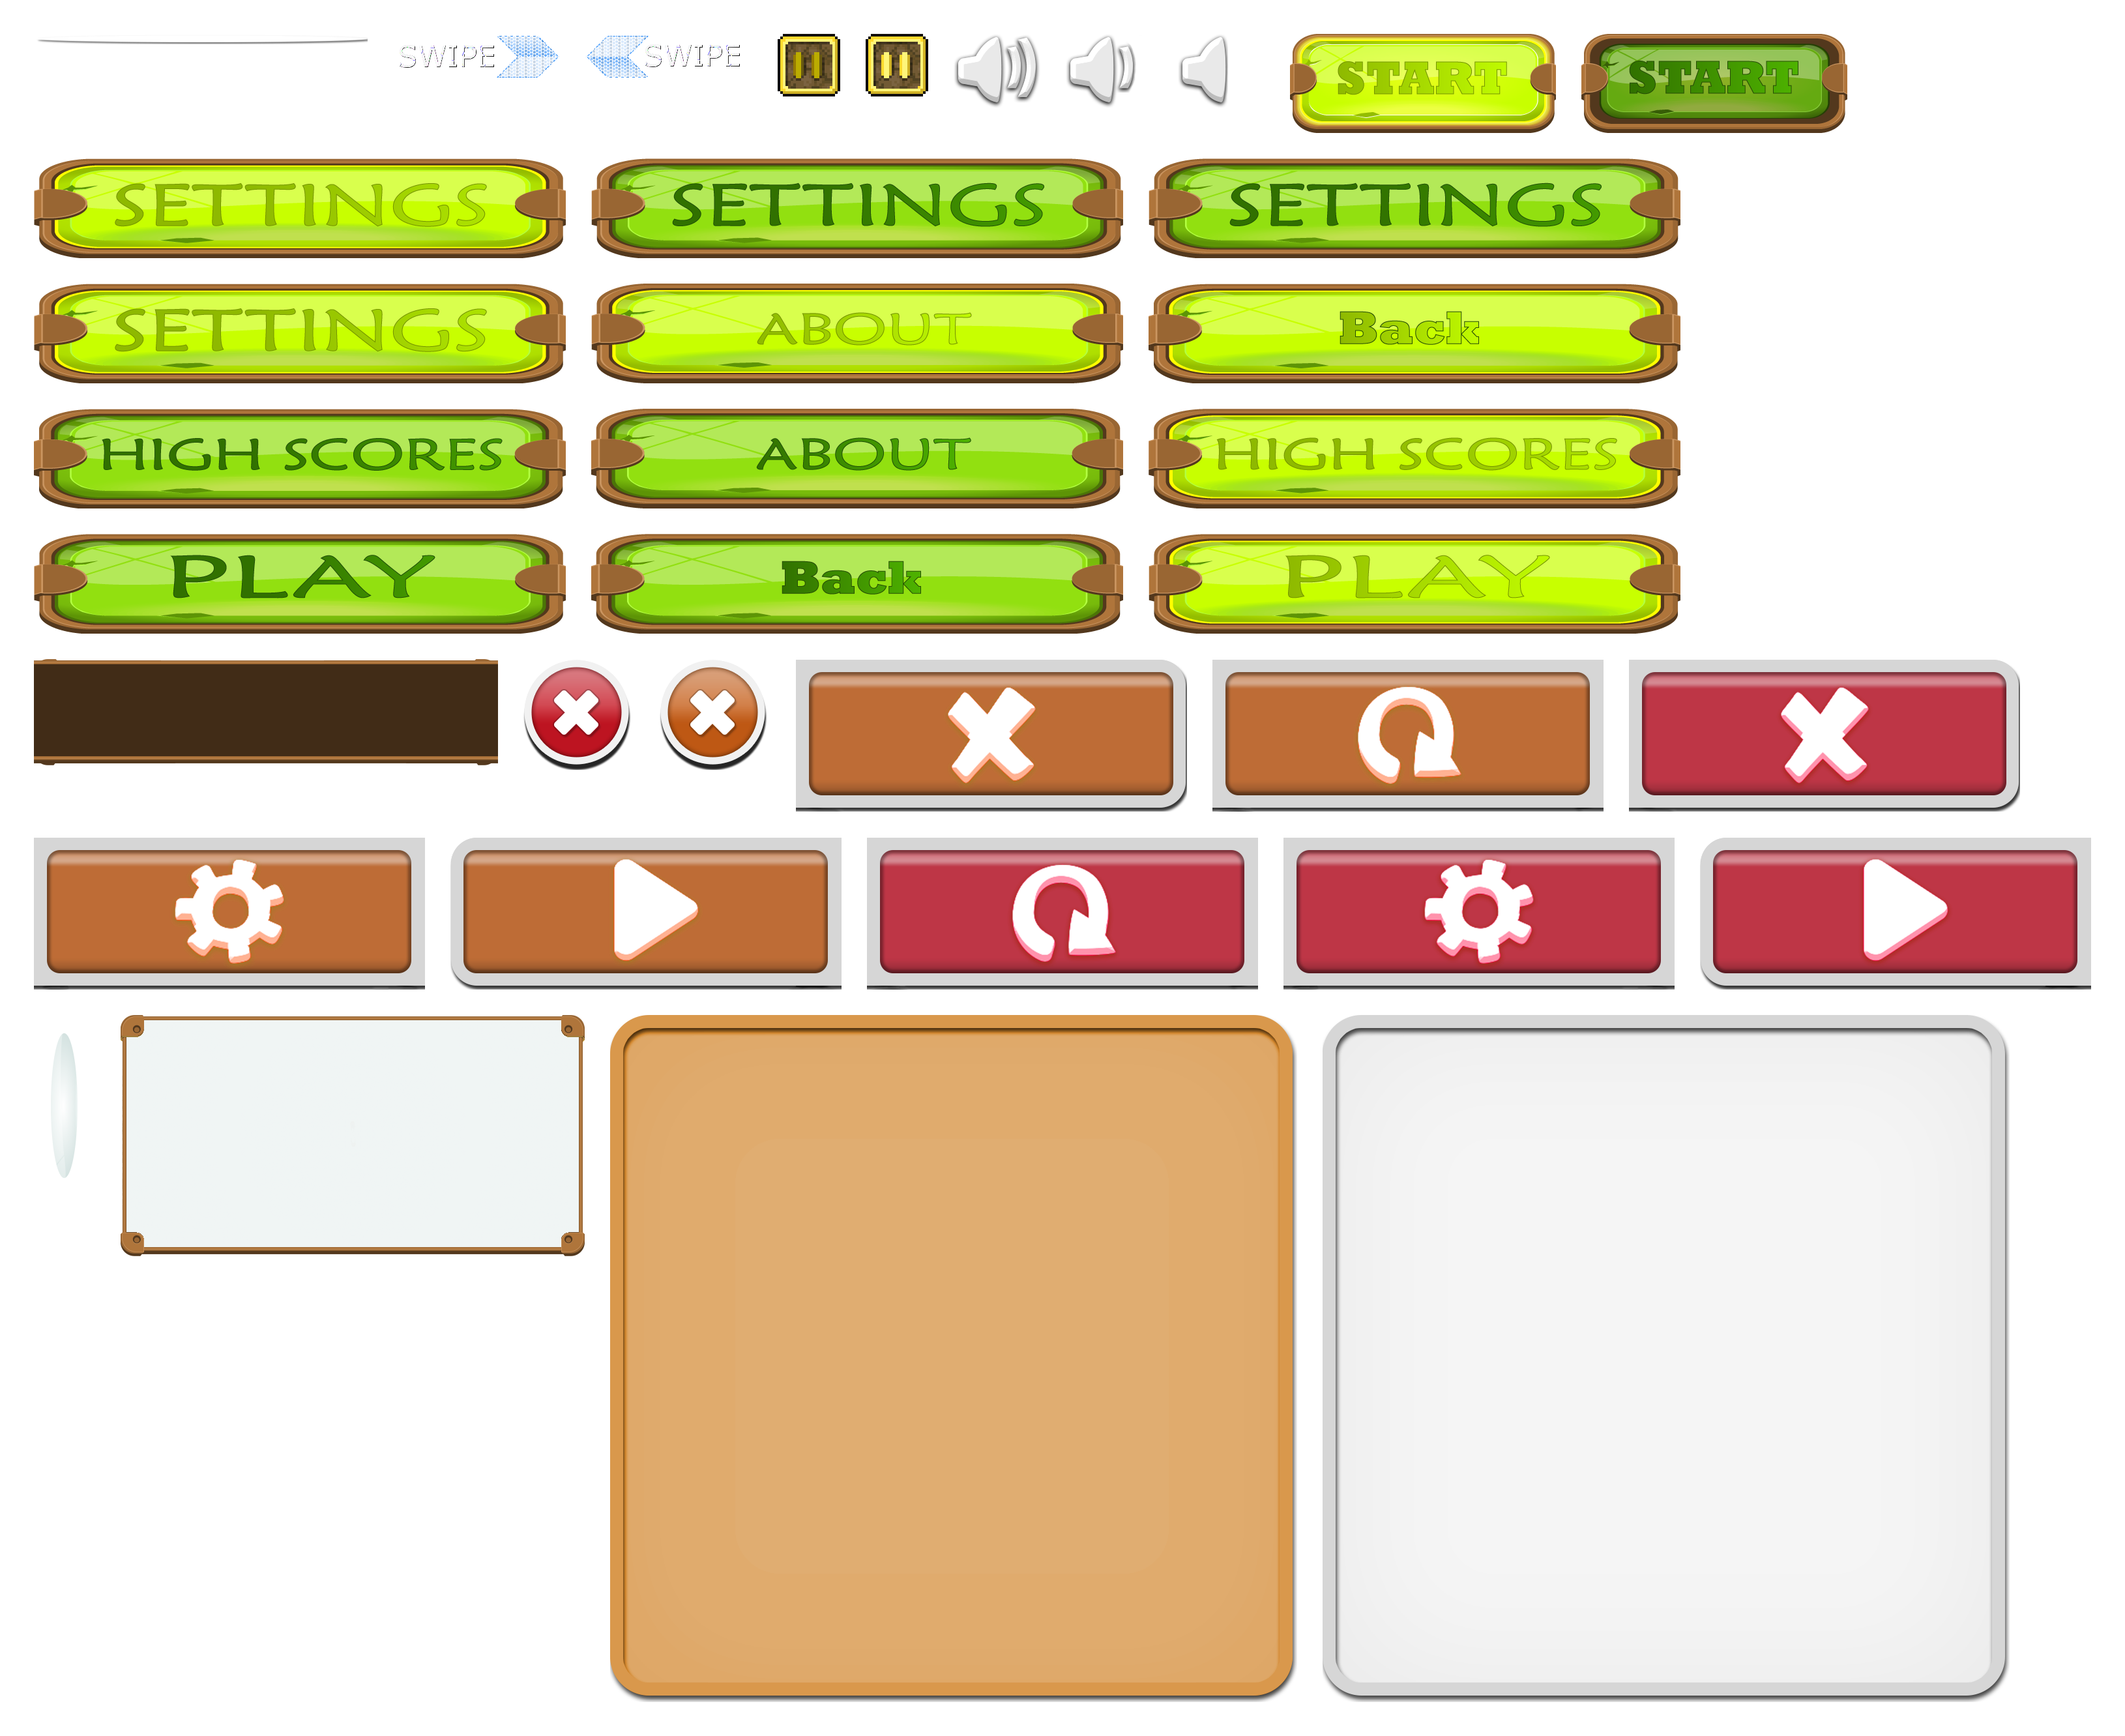 SWIPE SWIPE START START
SETTINGS SETTINGS SETTINGS
SETTINGS ABOUT Back
HIGH SCORES ABOUT HIGH SCORES
PLAY Back PLAY